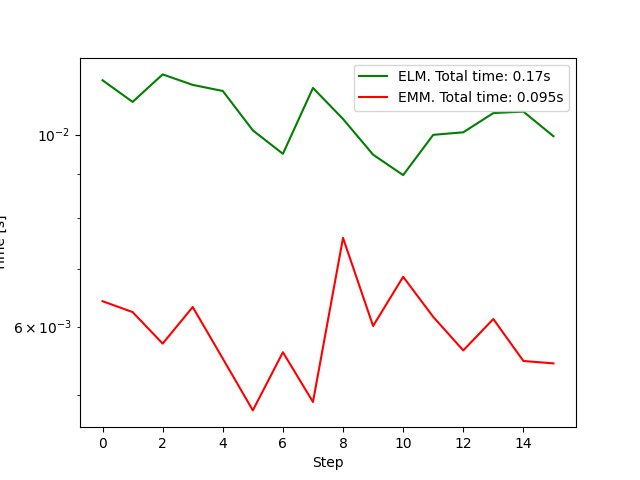 ELM. Total time: 0.17s
EMM. Total time: 0.095s
10⁻²
6 × 10⁻³
Time [s]
0 2 4 6 8 10 12 14
Step